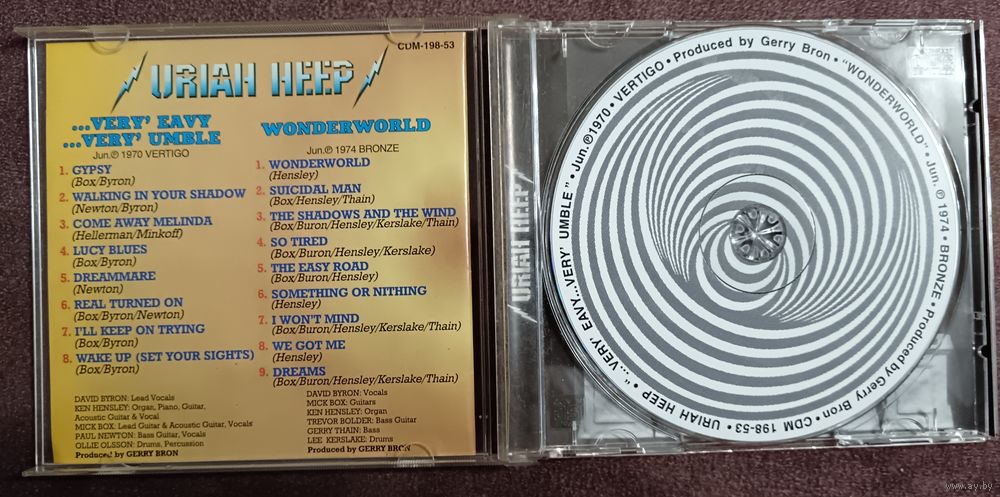 CDM-198-53
URIAH HEEP
...VERY' EAVY
...VERY' UMBLE
Jun.℗ 1970 VERTIGO
1. GYPSY
(Box/Byron)
2. WALKING IN YOUR SHADOW
(Newton/Byron)
3. COME AWAY MELINDA
(Hellerman/Minkoff)
4. LUCY BLUES
(Box/Byron)
5. DREAMMARE
(Newton)
6. REAL TURNED ON
(Box/Byron/Newton)
7. I'LL KEEP ON TRYING
(Box/Byron)
8. WAKE UP (SET YOUR SIGHTS)
(Box/Byron)
DAVID BYRON: Lead Vocals
KEN HENSLEY: Organ, Piano, Guitar,
Acoustic Guitar & Vocal
MICK BOX: Lead Guitar & Acoustic Guitar, Vocals
PAUL NEWTON: Bass Guitar, Vocals
OLLIE OLSSON: Drums, Percussion
Produced by GERRY BRON
WONDERWORLD
Jun.℗ 1974 BRONZE
1. WONDERWORLD
(Hensley)
2. SUICIDAL MAN
(Box/Hensley/Thain)
3. THE SHADOWS AND THE WIND
(Box/Buron/Hensley/Kerslake/Thain)
4. SO TIRED
(Box/Buron/Hensley/Kerslake)
5. THE EASY ROAD
(Box/Buron/Hensley)
6. SOMETHING OR NITHING
(Hensley)
7. I WON'T MIND
(Box/Buron/Hensley/Kerslake/Thain)
8. WE GOT ME
(Hensley)
9. DREAMS
(Box/Buron/Hensley/Kerslake/Thain)
DAVID BYRON: Vocals
MICK BOX: Guitars
KEN HENSLEY: Organ
TREVOR BOLDER: Bass Guitar
GERRY THAIN: Bass
LEE KERSLAKE: Drums
Produced by GERRY BRON
URIAH HEEP
URIAH HEEP • "...VERY' EAVY...VERY' UMBLE" • Jun.℗ 1970 • VERTIGO • Produced by Gerry Bron • "WONDERWORLD" • Jun.℗ 1974 • BRONZE • Produced by Gerry Bron • CDM 198-53 •
www.ay.by